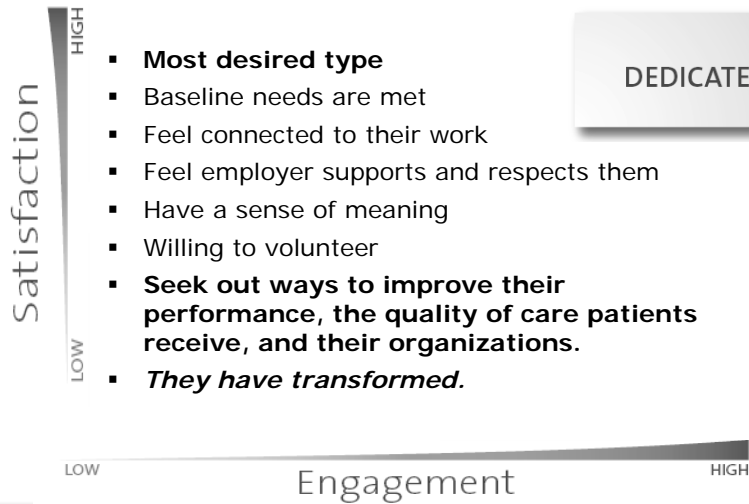 HIGH
Satisfaction
LOW
DEDICATE
▪ Most desired type
▪ Baseline needs are met
▪ Feel connected to their work
▪ Feel employer supports and respects them
▪ Have a sense of meaning
▪ Willing to volunteer
▪ Seek out ways to improve their
performance, the quality of care patients
receive, and their organizations.
▪ They have transformed.
LOW
Engagement
HIGH